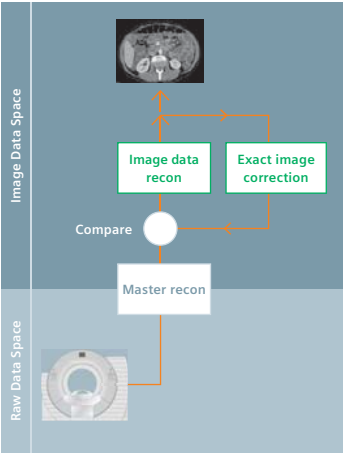 Image Data Space
Image data
recon
Exact image
correction
Compare
Master recon
Raw Data Space